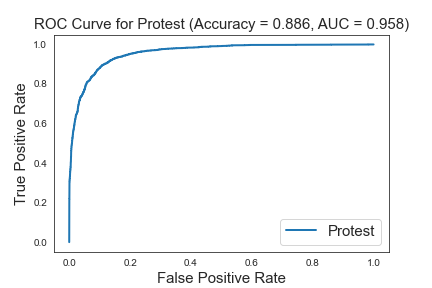 ROC Curve for Protest (Accuracy = 0.886, AUC = 0.958)
1.0
0.8
0.6
0.4
0.2
0.0
True Positive Rate
Protest
0.0 0.2 0.4 0.6 0.8 1.0
False Positive Rate